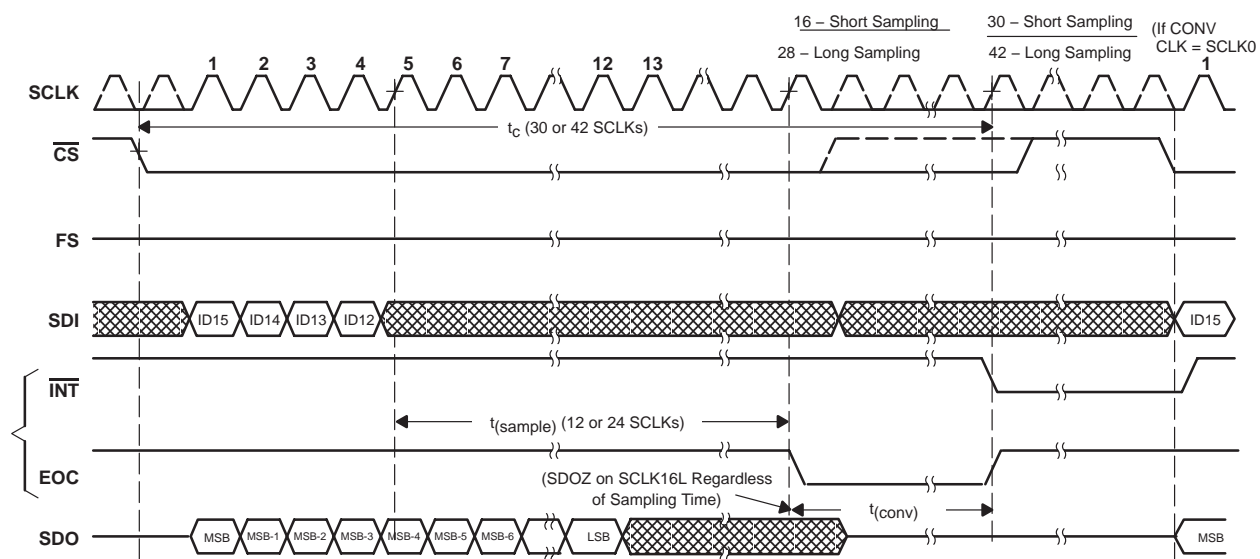 16 – Short Sampling
28 – Long Sampling
30 – Short Sampling
42 – Long Sampling
(If CONV
CLK = SCLK0
1 2 3 4 5 6 7 12 13 1
SCLK
tc (30 or 42 SCLKs)
CS
FS
SDI ID15 ID14 ID13 ID12 ID15
INT
t(sample) (12 or 24 SCLKs)
EOC
(SDOZ on SCLK16L Regardless
of Sampling Time)
t(conv)
SDO MSB MSB-1 MSB-2 MSB-3 MSB-4 MSB-5 MSB-6 LSB MSB